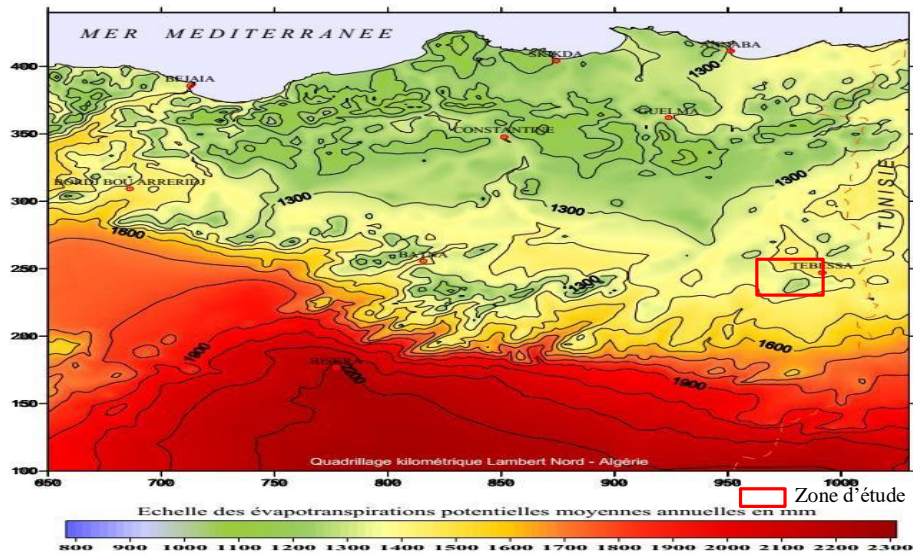 MER MEDITERRANEE
ANNABA
SKIKDA
400
1300
BEJAIA
GUELMA
350
CONSTANTINE
TUNISIE
BORDJ BOU ARRERIDJ
1300
1300
1300
300
1600
BATNA
TEBESSA
250
1300
200
1600
1900
BISKRA
2200
1900
150
Quadrillage kilométrique Lambert Nord - Algérie
100
650 700 750 800 850 900 950 1000
Zone d'étude
Echelle des évapotranspirations potentielles moyennes annuelles en mm
800 900 1000 1100 1200 1300 1400 1500 1600 1700 1800 1900 2000 2100 2200 2300